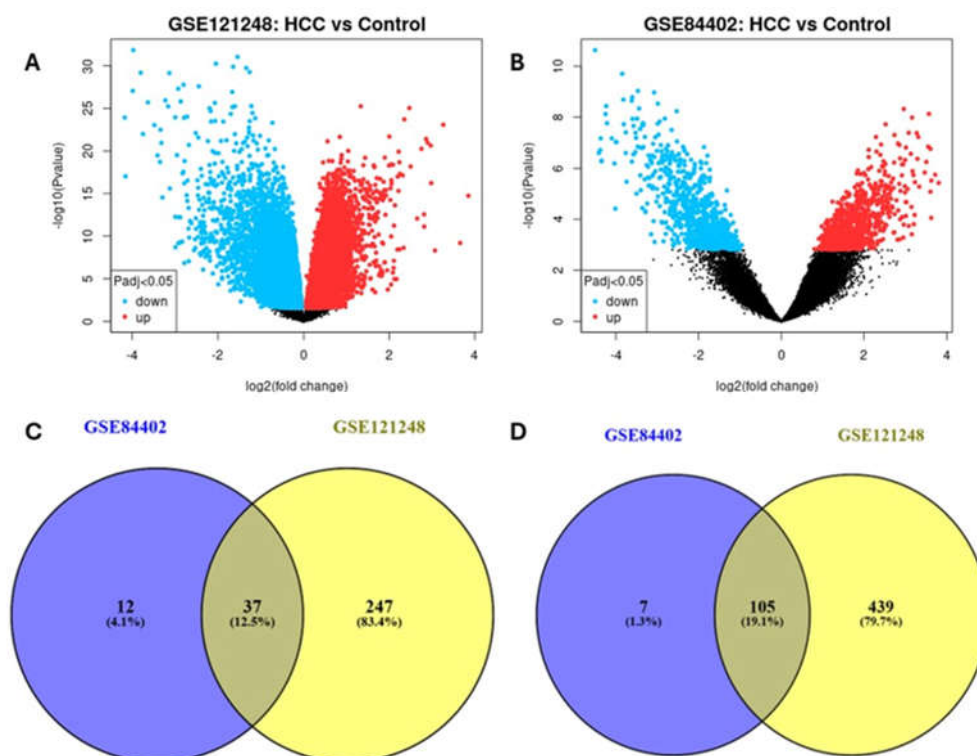 A
GSE121248: HCC vs Control
-log10(Pvalue)
30
25
20
15
10
5
0
Padj<0.05
down
up
-4 -2 0 2 4
log2(fold change)
B
GSE84402: HCC vs Control
-log10(Pvalue)
10
8
6
4
2
0
Padj<0.05
down
up
-4 -2 0 2 4
log2(fold change)
C
GSE84402
GSE121248
12
(4.1%)
37
(12.5%)
247
(83.4%)
D
GSE84402
GSE121248
7
(1.3%)
105
(19.1%)
439
(79.7%)